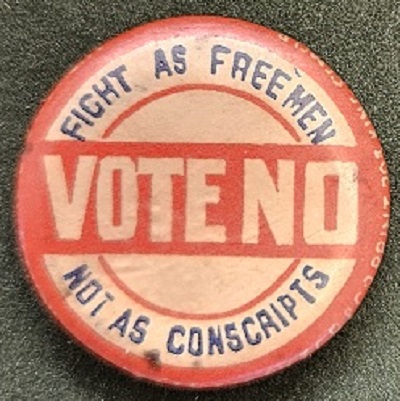 FIGHT AS FREEMEN
VOTE NO
NOT AS CONSCRIPTS